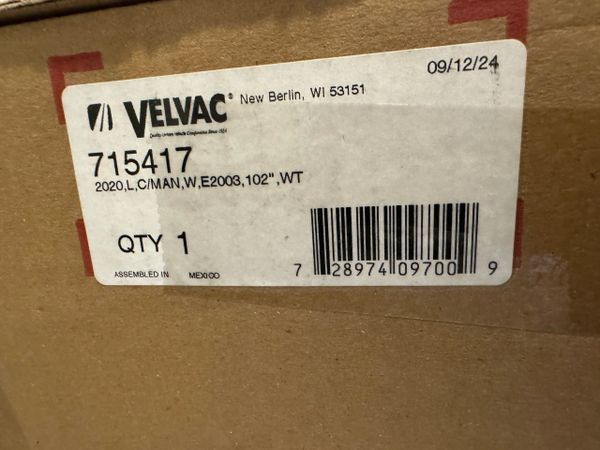 09/12/24
VELVAC® New Berlin, WI 53151
715417
2020,L,C/MAN,W,E2003,102",WT
QTY 1
ASSEMBLED IN MEXICO
7 28974 09700 9